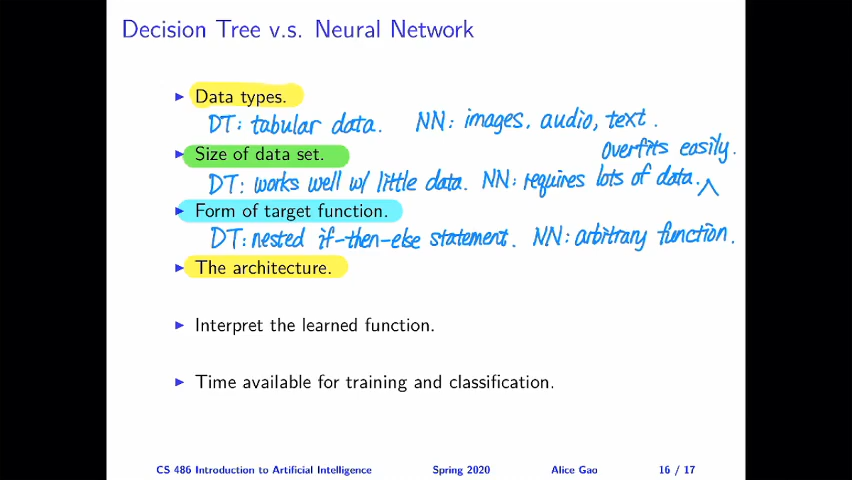 Decision Tree v.s. Neural Network
Data types.
DT: tabular data. NN: images, audio, text.
overfits easily.
Size of data set.
DT: works well w/ little data. NN: requires lots of data.
Form of target function.
DT: nested if-then-else statement. NN: arbitrary function.
The architecture.
Interpret the learned function.
Time available for training and classification.
CS 486 Introduction to Artificial Intelligence Spring 2020 Alice Gao 16 / 17